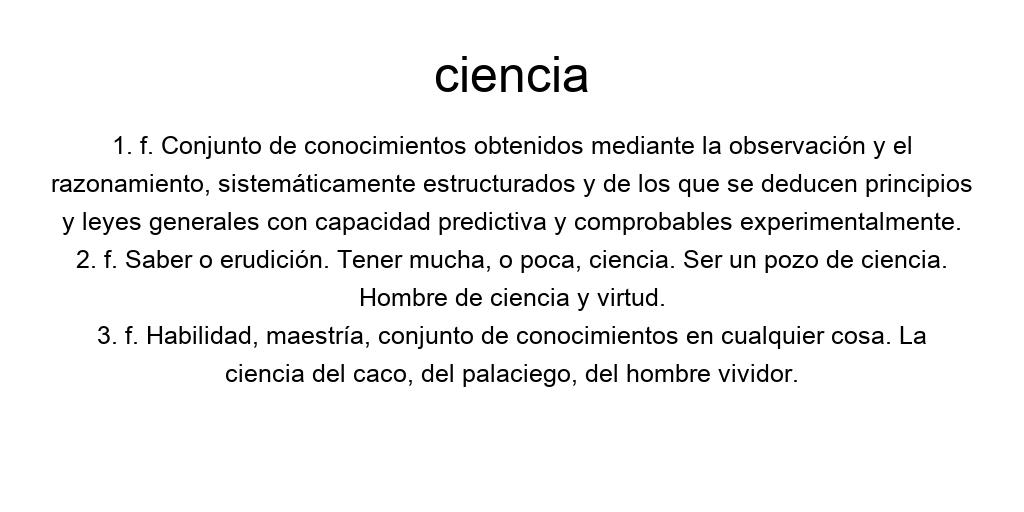 ciencia
1. f. Conjunto de conocimientos obtenidos mediante la observación y el
razonamiento, sistemáticamente estructurados y de los que se deducen principios
y leyes generales con capacidad predictiva y comprobables experimentalmente.
2. f. Saber o erudición. Tener mucha, o poca, ciencia. Ser un pozo de ciencia.
Hombre de ciencia y virtud.
3. f. Habilidad, maestría, conjunto de conocimientos en cualquier cosa. La
ciencia del caco, del palaciego, del hombre vividor.